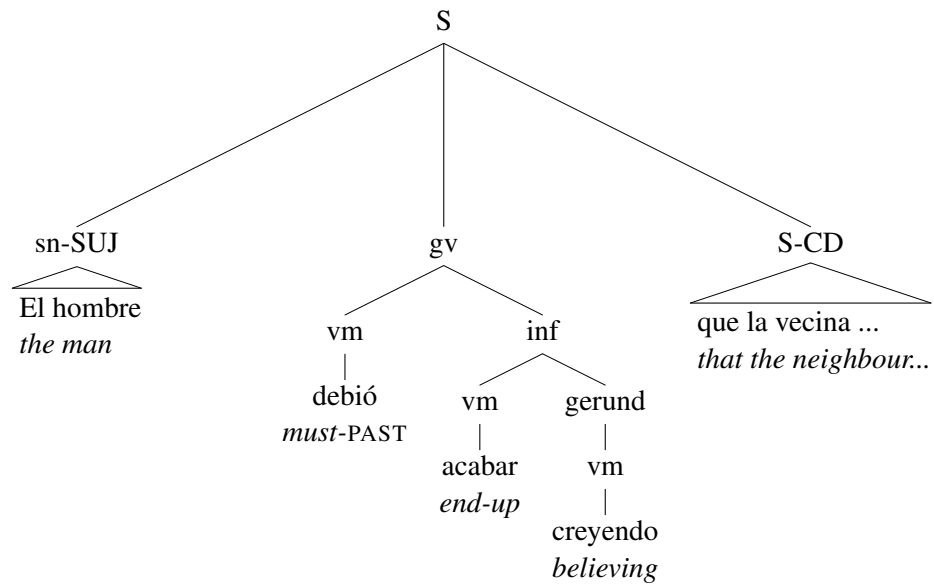 S
sn-SUJ gv S-CD
El hombre
the man
vm inf
que la vecina ...
that the neighbour...
debió
must-PAST
vm gerund
acabar
end-up
vm
creyendo
believing